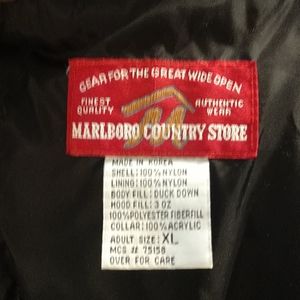 GEAR FOR THE GREAT WIDE OPEN
FINEST QUALITY
AUTHENTIC WEAR
MARLBORO COUNTRY STORE
MADE IN KOREA
SHELL: 100% NYLON
LINING: 100% NYLON
BODY FILL: DUCK DOWN
HOOD FILL: 3 OZ
100% POLYESTER FIBERFILL
COLLAR: 100% ACRYLIC
ADULT SIZE: XL
MCS # 75158
OVER FOR CARE